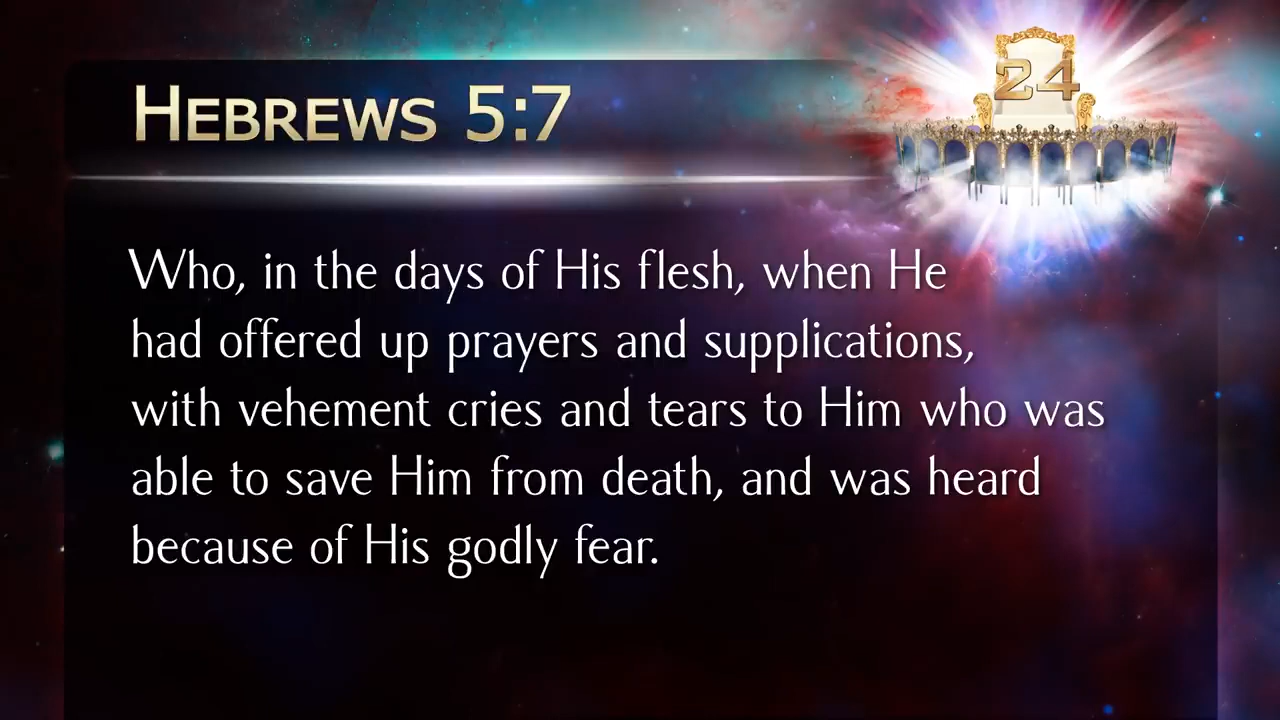 HEBREWS 5:7
24
Who, in the days of His flesh, when He
had offered up prayers and supplications,
with vehement cries and tears to Him who was
able to save Him from death, and was heard
because of His godly fear.